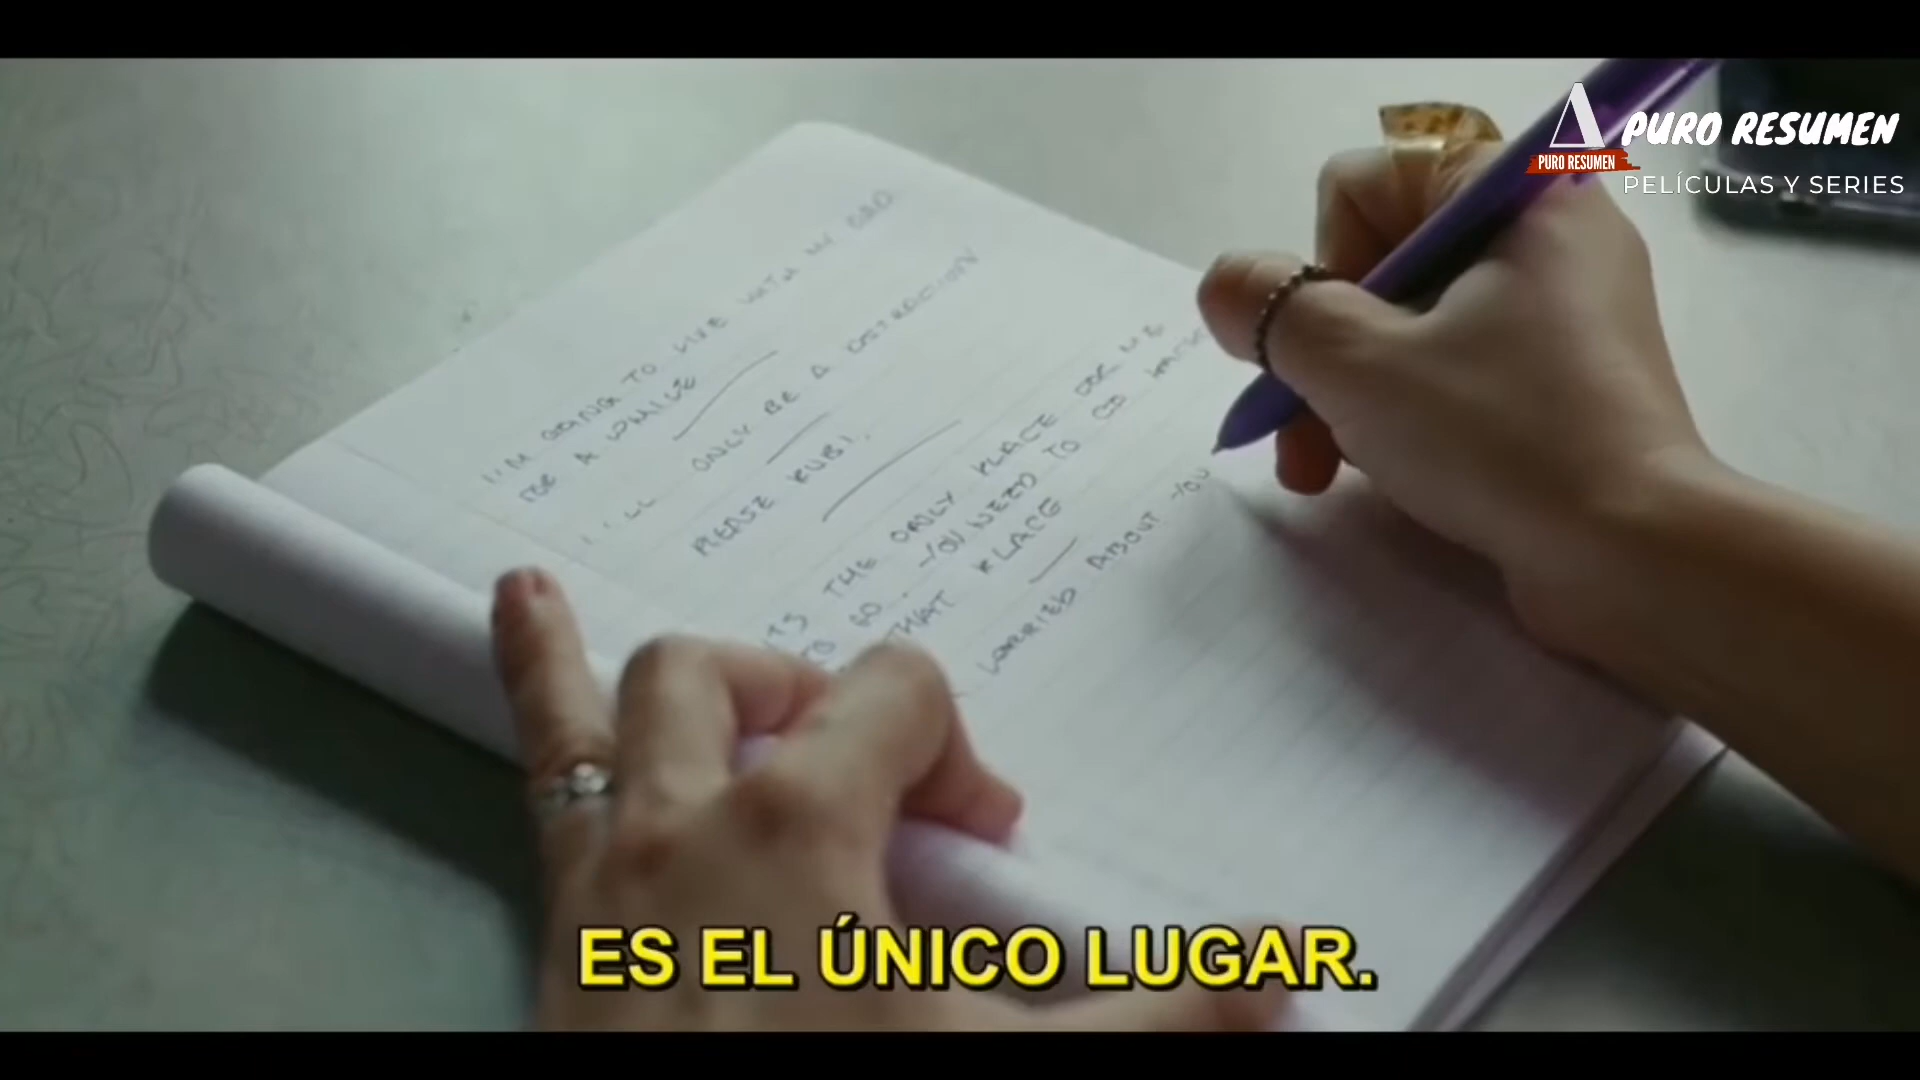 PURO RESUMEN
PURO RESUMEN
PELÍCULAS Y SERIES
I'M GOING TO LIVE WITH MY DAD
FOR A WHILE
I'LL ONLY BE A DISTRACTION
PLEASE RUBI.
ITS THE ONLY PLACE FOR ME
TO GO. YOU NEED TO GO
THAT PLACE
WORRIED ABOUT YOU
ES EL ÚNICO LUGAR.